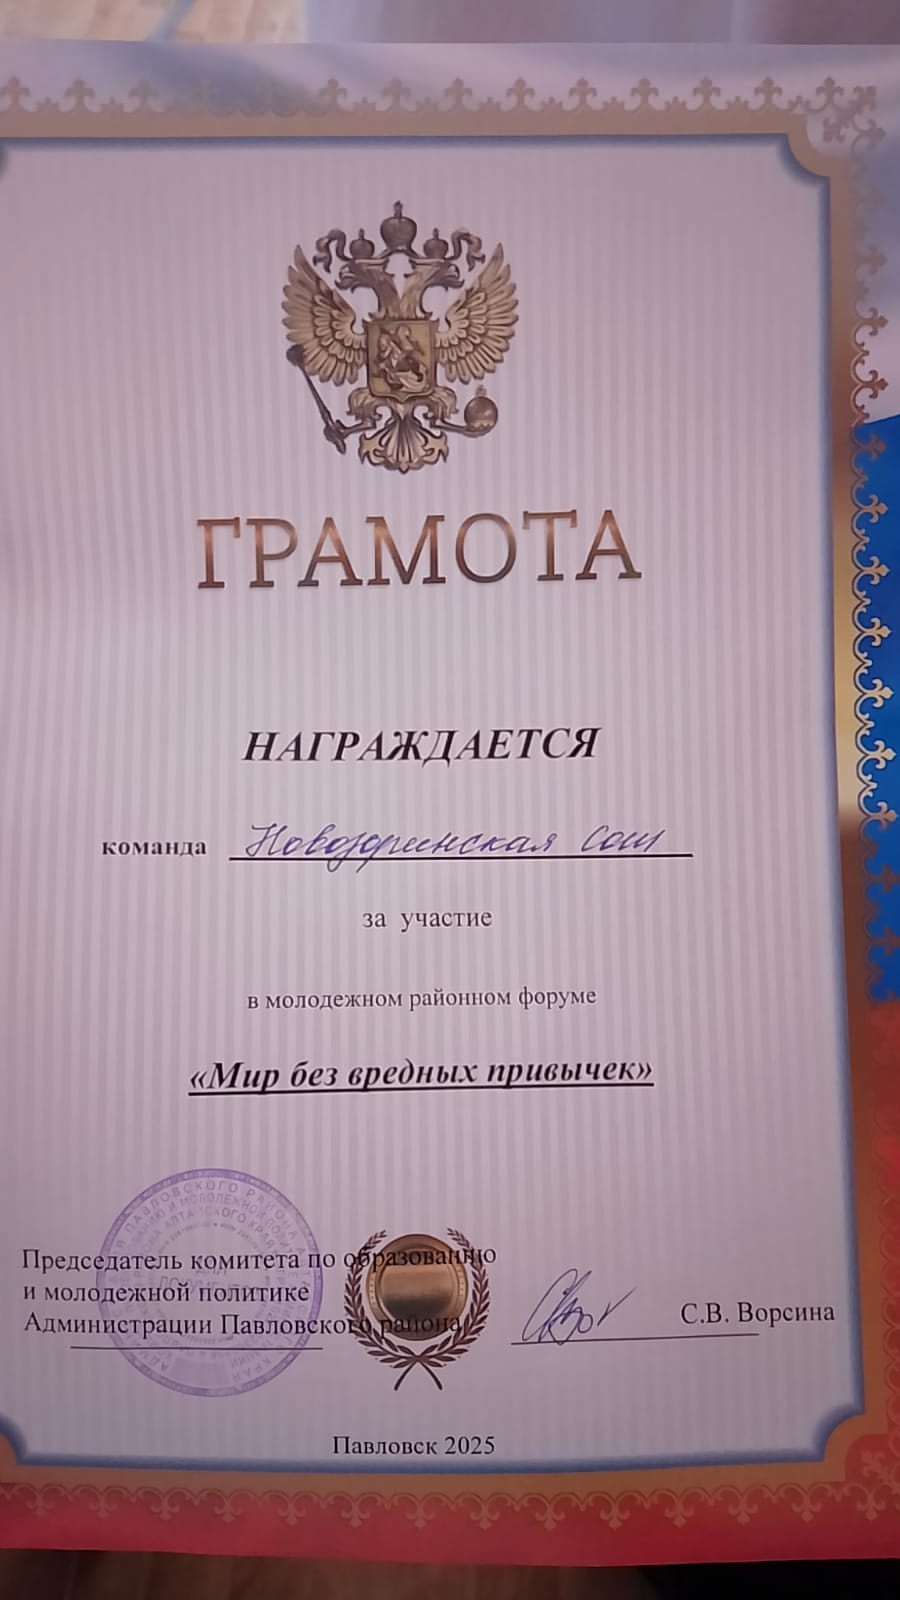 ГРАМОТА
НАГРАЖДАЕТСЯ
команда Новозоринская Сош
за участие
в молодежном районном форуме
«Мир без вредных привычек»
Председатель комитета по образованию
и молодежной политике
Администрации Павловского района
С.В. Ворсина
Павловск 2025